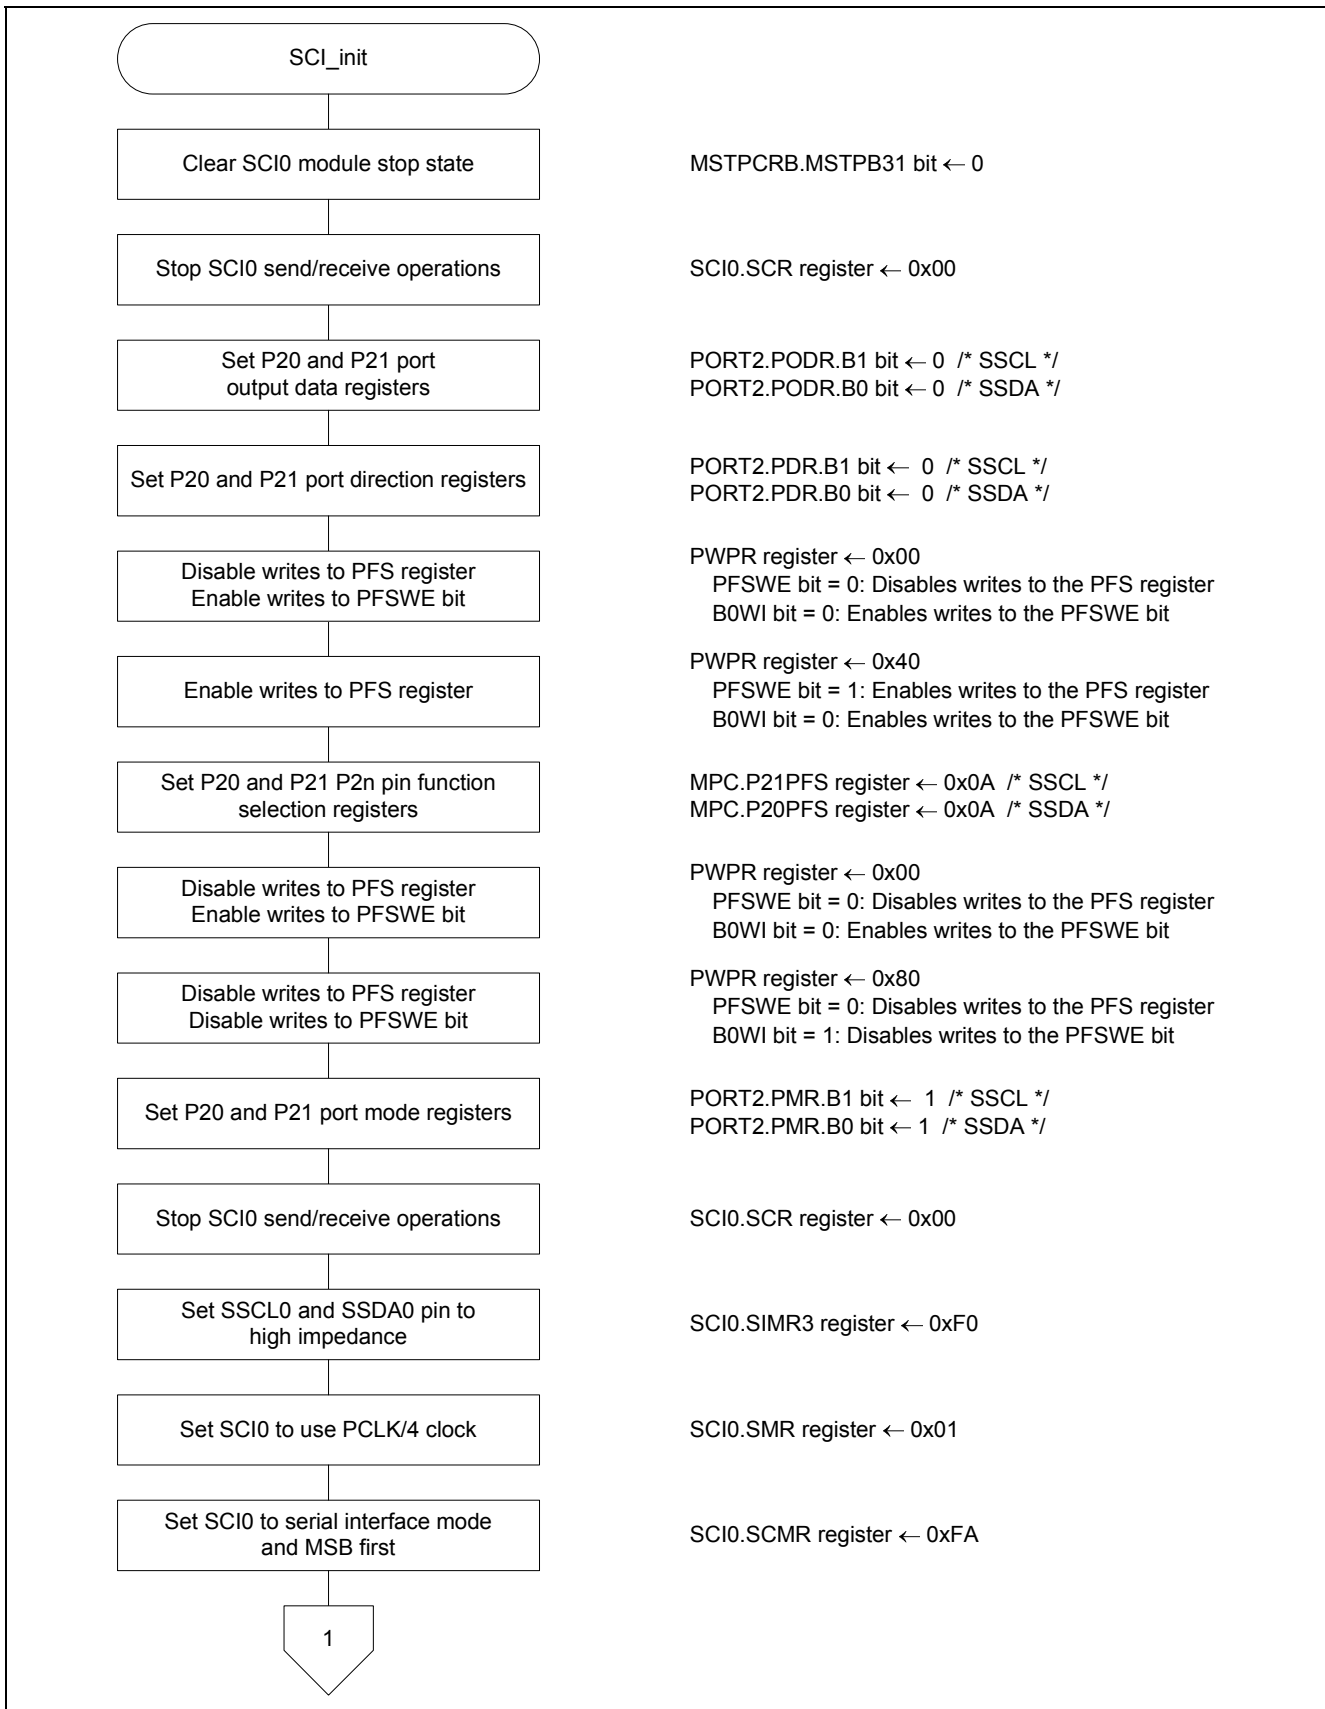 SCI_init
Clear SCI0 module stop state
MSTPCRB.MSTPB31 bit ← 0
Stop SCI0 send/receive operations
SCI0.SCR register ← 0x00
Set P20 and P21 port
output data registers
PORT2.PODR.B1 bit ← 0 /* SSCL */
PORT2.PODR.B0 bit ← 0 /* SSDA */
Set P20 and P21 port direction registers
PORT2.PDR.B1 bit ← 0 /* SSCL */
PORT2.PDR.B0 bit ← 0 /* SSDA */
Disable writes to PFS register
Enable writes to PFSWE bit
PWPR register ← 0x00
PFSWE bit = 0: Disables writes to the PFS register
B0WI bit = 0: Enables writes to the PFSWE bit
Enable writes to PFS register
PWPR register ← 0x40
PFSWE bit = 1: Enables writes to the PFS register
B0WI bit = 0: Enables writes to the PFSWE bit
Set P20 and P21 P2n pin function
selection registers
MPC.P21PFS register ← 0x0A /* SSCL */
MPC.P20PFS register ← 0x0A /* SSDA */
Disable writes to PFS register
Enable writes to PFSWE bit
PWPR register ← 0x00
PFSWE bit = 0: Disables writes to the PFS register
B0WI bit = 0: Enables writes to the PFSWE bit
Disable writes to PFS register
Disable writes to PFSWE bit
PWPR register ← 0x80
PFSWE bit = 0: Disables writes to the PFS register
B0WI bit = 1: Disables writes to the PFSWE bit
Set P20 and P21 port mode registers
PORT2.PMR.B1 bit ← 1 /* SSCL */
PORT2.PMR.B0 bit ← 1 /* SSDA */
Stop SCI0 send/receive operations
SCI0.SCR register ← 0x00
Set SSCL0 and SSDA0 pin to
high impedance
SCI0.SIMR3 register ← 0xF0
Set SCI0 to use PCLK/4 clock
SCI0.SMR register ← 0x01
Set SCI0 to serial interface mode
and MSB first
SCI0.SCMR register ← 0xFA
1